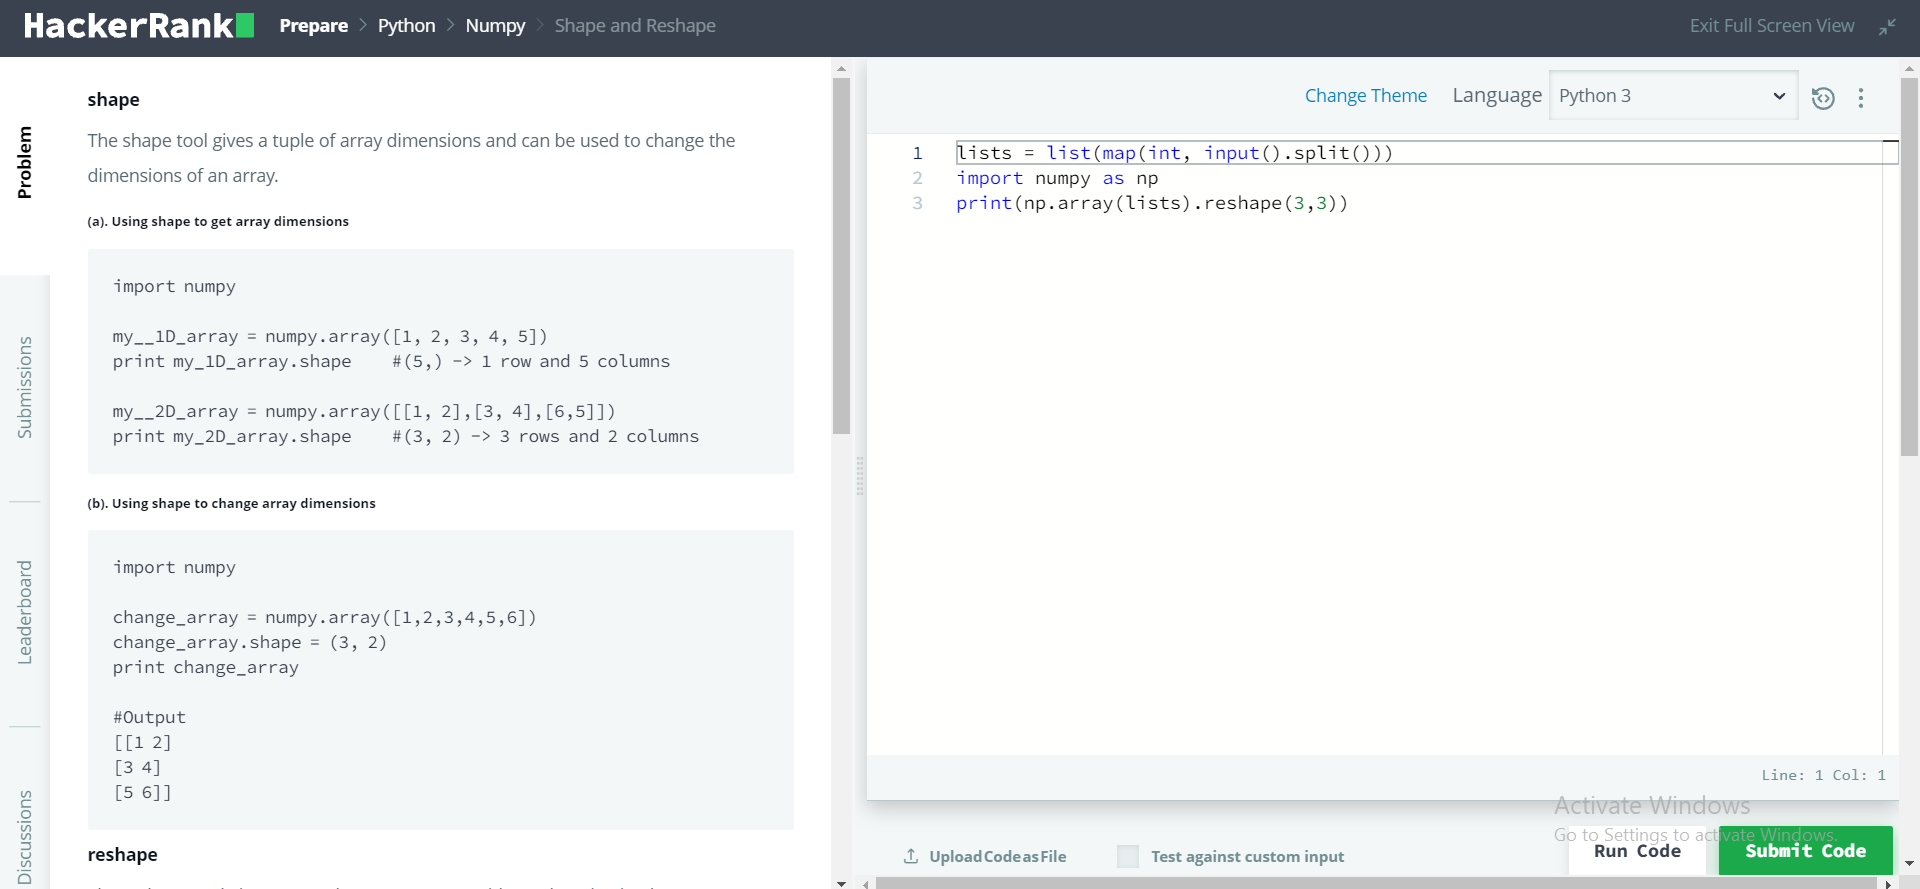 HackerRank Prepare > Python > Numpy > Shape and Reshape Exit Full Screen View
Problem
Submissions
Leaderboard
Discussions
shape
The shape tool gives a tuple of array dimensions and can be used to change the
dimensions of an array.
(a). Using shape to get array dimensions
import numpy
my__1D_array = numpy.array([1, 2, 3, 4, 5])
print my_1D_array.shape    #(5,) -> 1 row and 5 columns
my__2D_array = numpy.array([[1, 2],[3, 4],[6,5]])
print my_2D_array.shape    #(3, 2) -> 3 rows and 2 columns
(b). Using shape to change array dimensions
import numpy
change_array = numpy.array([1,2,3,4,5,6])
change_array.shape = (3, 2)
print change_array
#Output
[[1 2]
[3 4]
[5 6]]
reshape
Change Theme Language Python 3
1 lists = list(map(int, input().split()))
2 import numpy as np
3 print(np.array(lists).reshape(3,3))
Line: 1 Col: 1
Activate Windows
Go to Settings to activate Windows.
Upload Code as File Test against custom input Run Code Submit Code